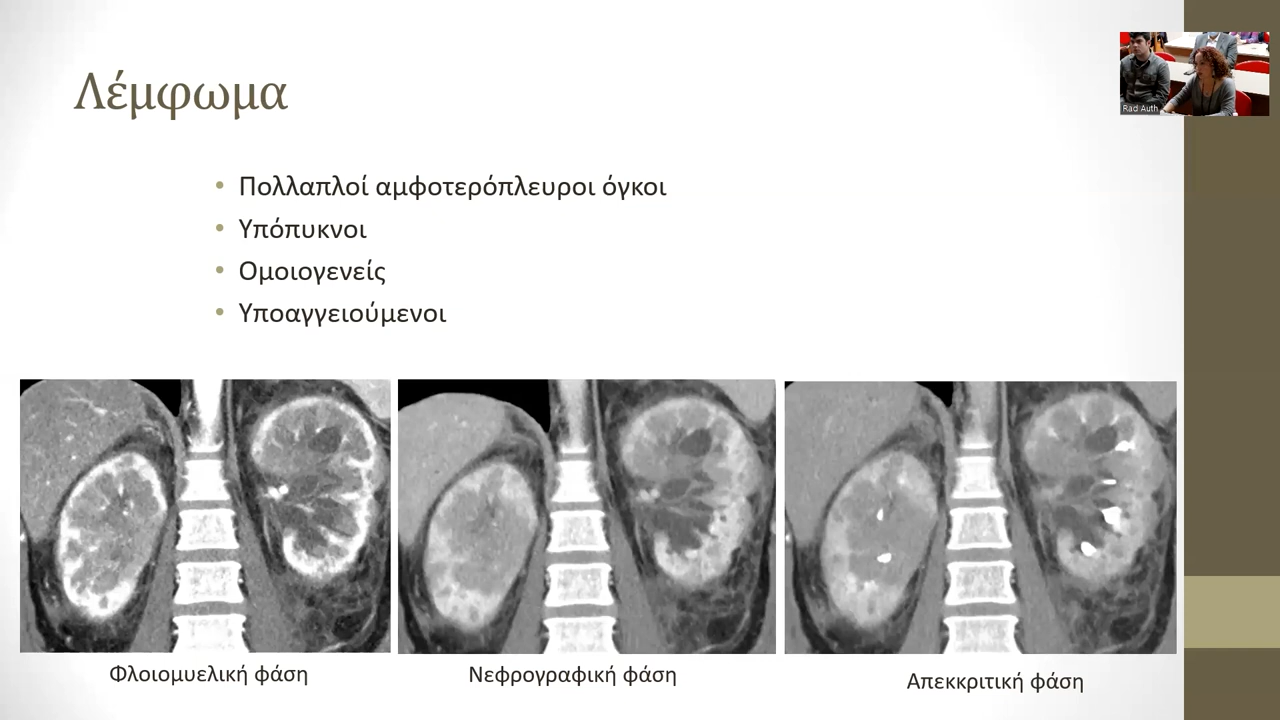 Λέμφωμα
Rad Auth
• Πολλαπλοί αμφοτερόπλευροι όγκοι
• Υπόπυκνοι
• Ομοιογενείς
• Υποαγγειούμενοι
Φλοιομυελική φάση
Νεφρογραφική φάση
Απεκκριτική φάση